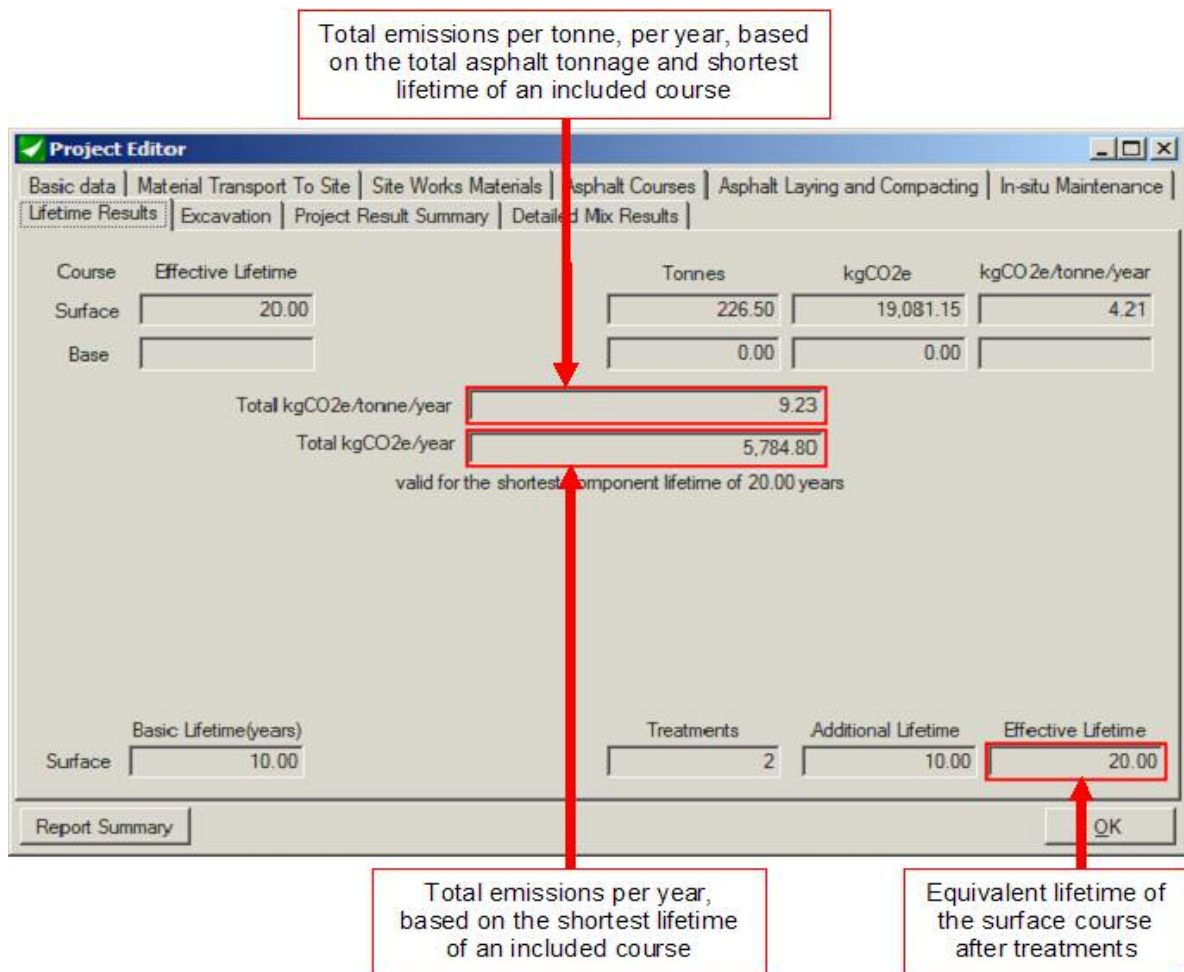 Total emissions per tonne, per year, based
on the total asphalt tonnage and shortest
lifetime of an included course
Project Editor
Basic data Material Transport To Site Site Works Materials Asphalt Courses Asphalt Laying and Compacting In-situ Maintenance
Lifetime Results Excavation Project Result Summary Detailed Mix Results
Course Effective Lifetime Tonnes kgCO2e kgCO2e/tonne/year
Surface 20.00 226.50 19,081.15 4.21
Base 0.00 0.00
Total kgCO2e/tonne/year 9.23
Total kgCO2e/year 5,784.80
valid for the shortest component lifetime of 20.00 years
Basic Lifetime(years) Treatments Additional Lifetime Effective Lifetime
Surface 10.00 2 10.00 20.00
Report Summary OK
Total emissions per year,
based on the shortest lifetime
of an included course
Equivalent lifetime of
the surface course
after treatments